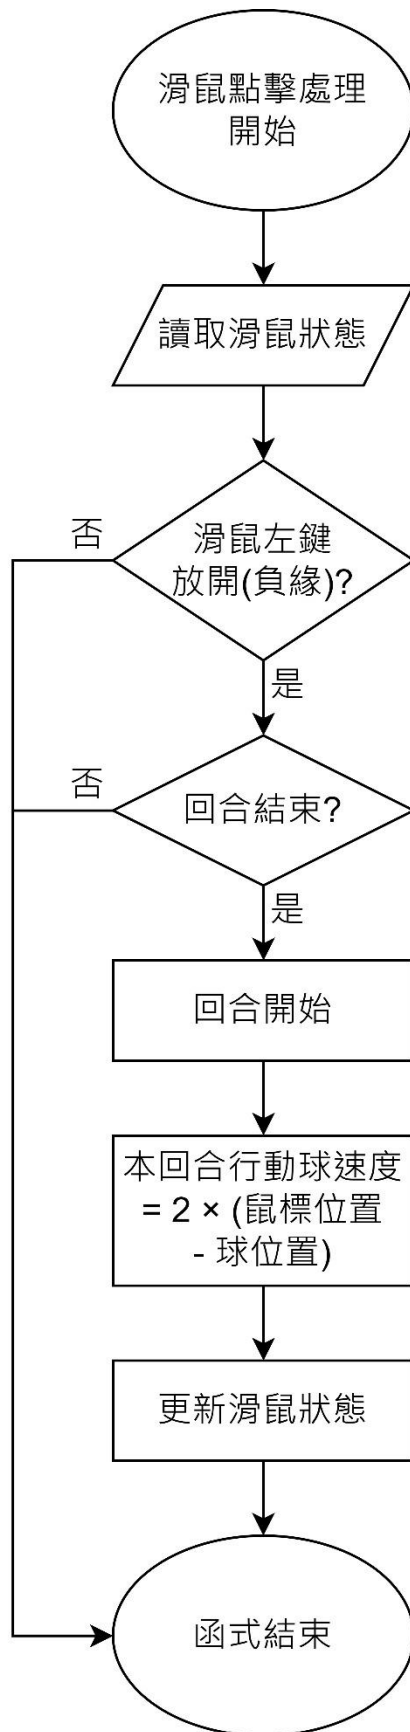 滑鼠點擊處理
開始
讀取滑鼠狀態
否
滑鼠左鍵
放開(負緣)?
是
否
回合結束?
是
回合開始
本回合行動球速度
= 2 × (鼠標位置
- 球位置)
更新滑鼠狀態
函式結束